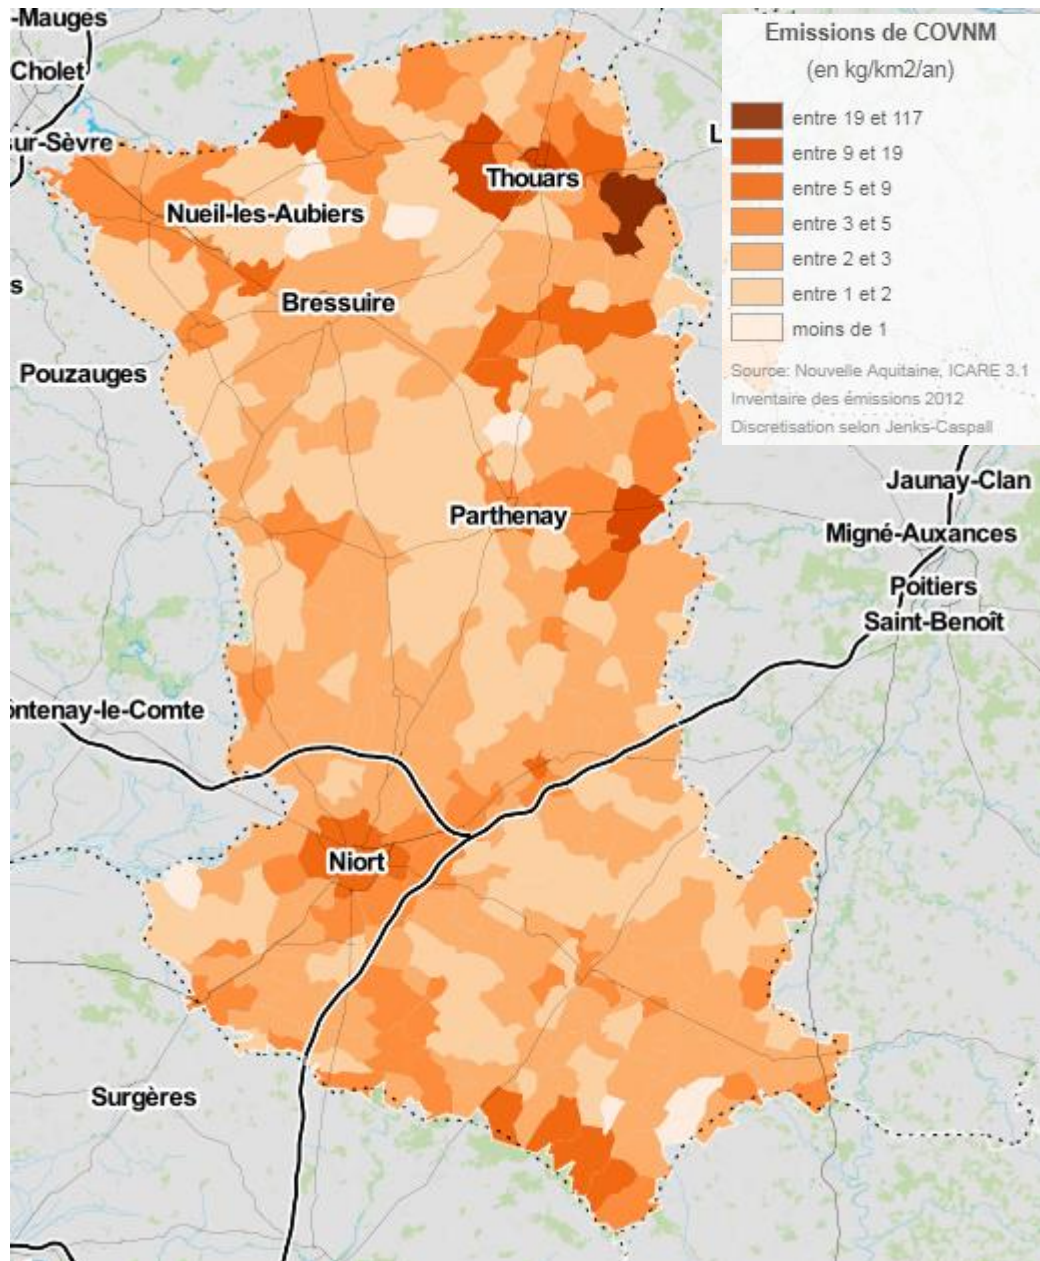 -Mauges
Cholet
ur-Sèvre
Thouars
Nueil-les-Aubiers
s
Bressuire
Pouzauges
Parthenay
Jaunay-Clan
Migné-Auxances
Poitiers
Saint-Benoît
ontenay-le-Comte
Niort
Surgères
L
Emissions de COVNM
(en kg/km2/an)
entre 19 et 117
entre 9 et 19
entre 5 et 9
entre 3 et 5
entre 2 et 3
entre 1 et 2
moins de 1
Source: Nouvelle Aquitaine, ICARE 3.1
Inventaire des émissions 2012
Discretisation selon Jenks-Caspall